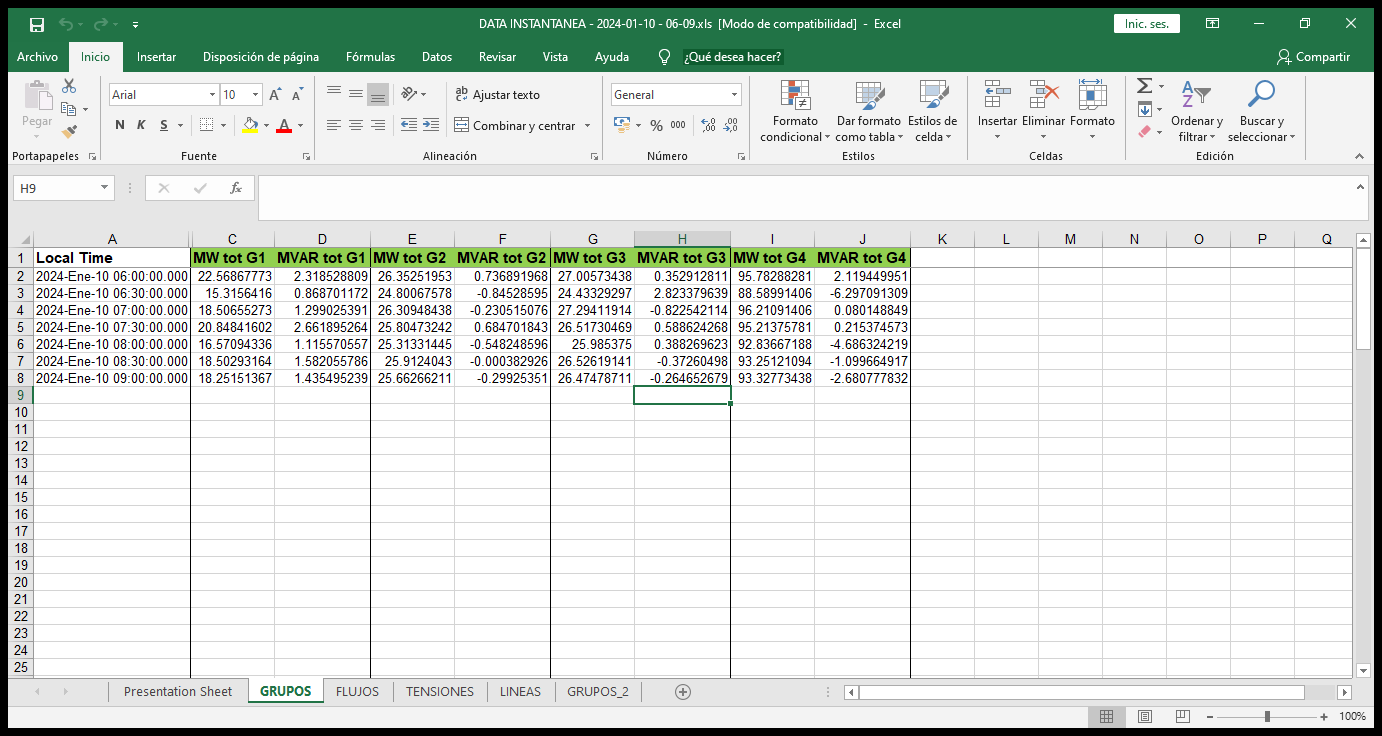 DATA INSTANTANEA - 2024-01-10 - 06-09.xls [Modo de compatibilidad] - Excel
Inic. ses.
Archivo Inicio Insertar Disposición de página Fórmulas Datos Revisar Vista Ayuda ¿Qué desea hacer? Compartir
Pegar
Portapapeles
Arial 10
N K S
Fuente
Ajustar texto
Combinar y centrar
Alineación
General
% 000
Número
Formato condicional
Dar formato como tabla
Estilos de celda
Estilos
Insertar Eliminar Formato
Celdas
Ordenar y filtrar
Buscar y seleccionar
Edición
H9 fx
A C D E F G H I J K L M N O P Q
1 Local Time MW tot G1 MVAR tot G1 MW tot G2 MVAR tot G2 MW tot G3 MVAR tot G3 MW tot G4 MVAR tot G4
2 2024-Ene-10 06:00:00.000 22.56867773 2.318528809 26.35251953 0.736891968 27.00573438 0.352912811 95.78288281 2.119449951
3 2024-Ene-10 06:30:00.000 15.3156416 0.868701172 24.80067578 -0.84528595 24.43329297 2.823379639 88.58991406 -6.297091309
4 2024-Ene-10 07:00:00.000 18.50655273 1.299025391 26.30948438 -0.230515076 27.29411914 -0.822542114 96.21091406 0.080148849
5 2024-Ene-10 07:30:00.000 20.84841602 2.661895264 25.80473242 0.684701843 26.51730469 0.588624268 95.21375781 0.215374573
6 2024-Ene-10 08:00:00.000 16.57094336 1.115570557 25.31331445 -0.548248596 25.985375 0.388269623 92.83667188 -4.686324219
7 2024-Ene-10 08:30:00.000 18.50293164 1.582055786 25.9124043 -0.000382926 26.52619141 -0.37260498 93.25121094 -1.099664917
8 2024-Ene-10 09:00:00.000 18.25151367 1.435495239 25.66266211 -0.29925351 26.47478711 -0.264652679 93.32773438 -2.680777832
9
10
11
12
13
14
15
16
17
18
19
20
21
22
23
24
25
Presentation Sheet GRUPOS FLUJOS TENSIONES LINEAS GRUPOS_2
100%